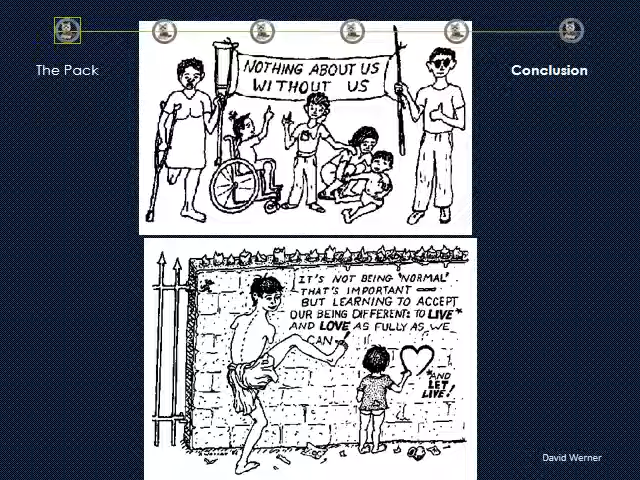 The Pack
Conclusion
NOTHING ABOUT US
WITHOUT US
IT'S NOT BEING 'NORMAL'
THAT'S IMPORTANT —
BUT LEARNING TO ACCEPT
OUR BEING DIFFERENT: TO LIVE*
AND LOVE AS FULLY AS WE
CAN!
*AND
LET
LIVE!
David Werner